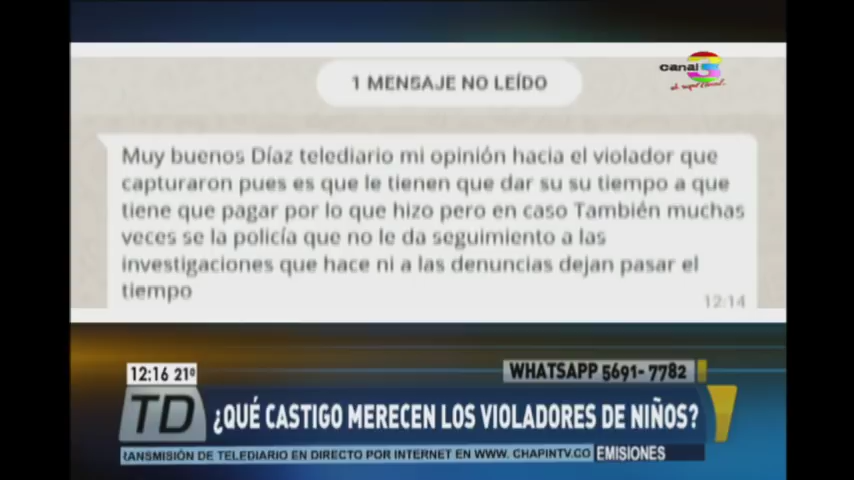 canal 3
1 MENSAJE NO LEÍDO
Muy buenos Díaz telediario mi opinión hacia el violador que
capturaron pues es que le tienen que dar su su tiempo a que
tiene que pagar por lo que hizo pero en caso También muchas
veces se la policía que no le da seguimiento a las
investigaciones que hace ni a las denuncias dejan pasar el
tiempo
12:14
WHATSAPP 5691-7782
12:16 21º
TD ¿QUÉ CASTIGO MERECEN LOS VIOLADORES DE NIÑOS?
RANSMISIÓN DE TELEDIARIO EN DIRECTO POR INTERNET EN WWW. CHAPINTV.CO EMISIONES